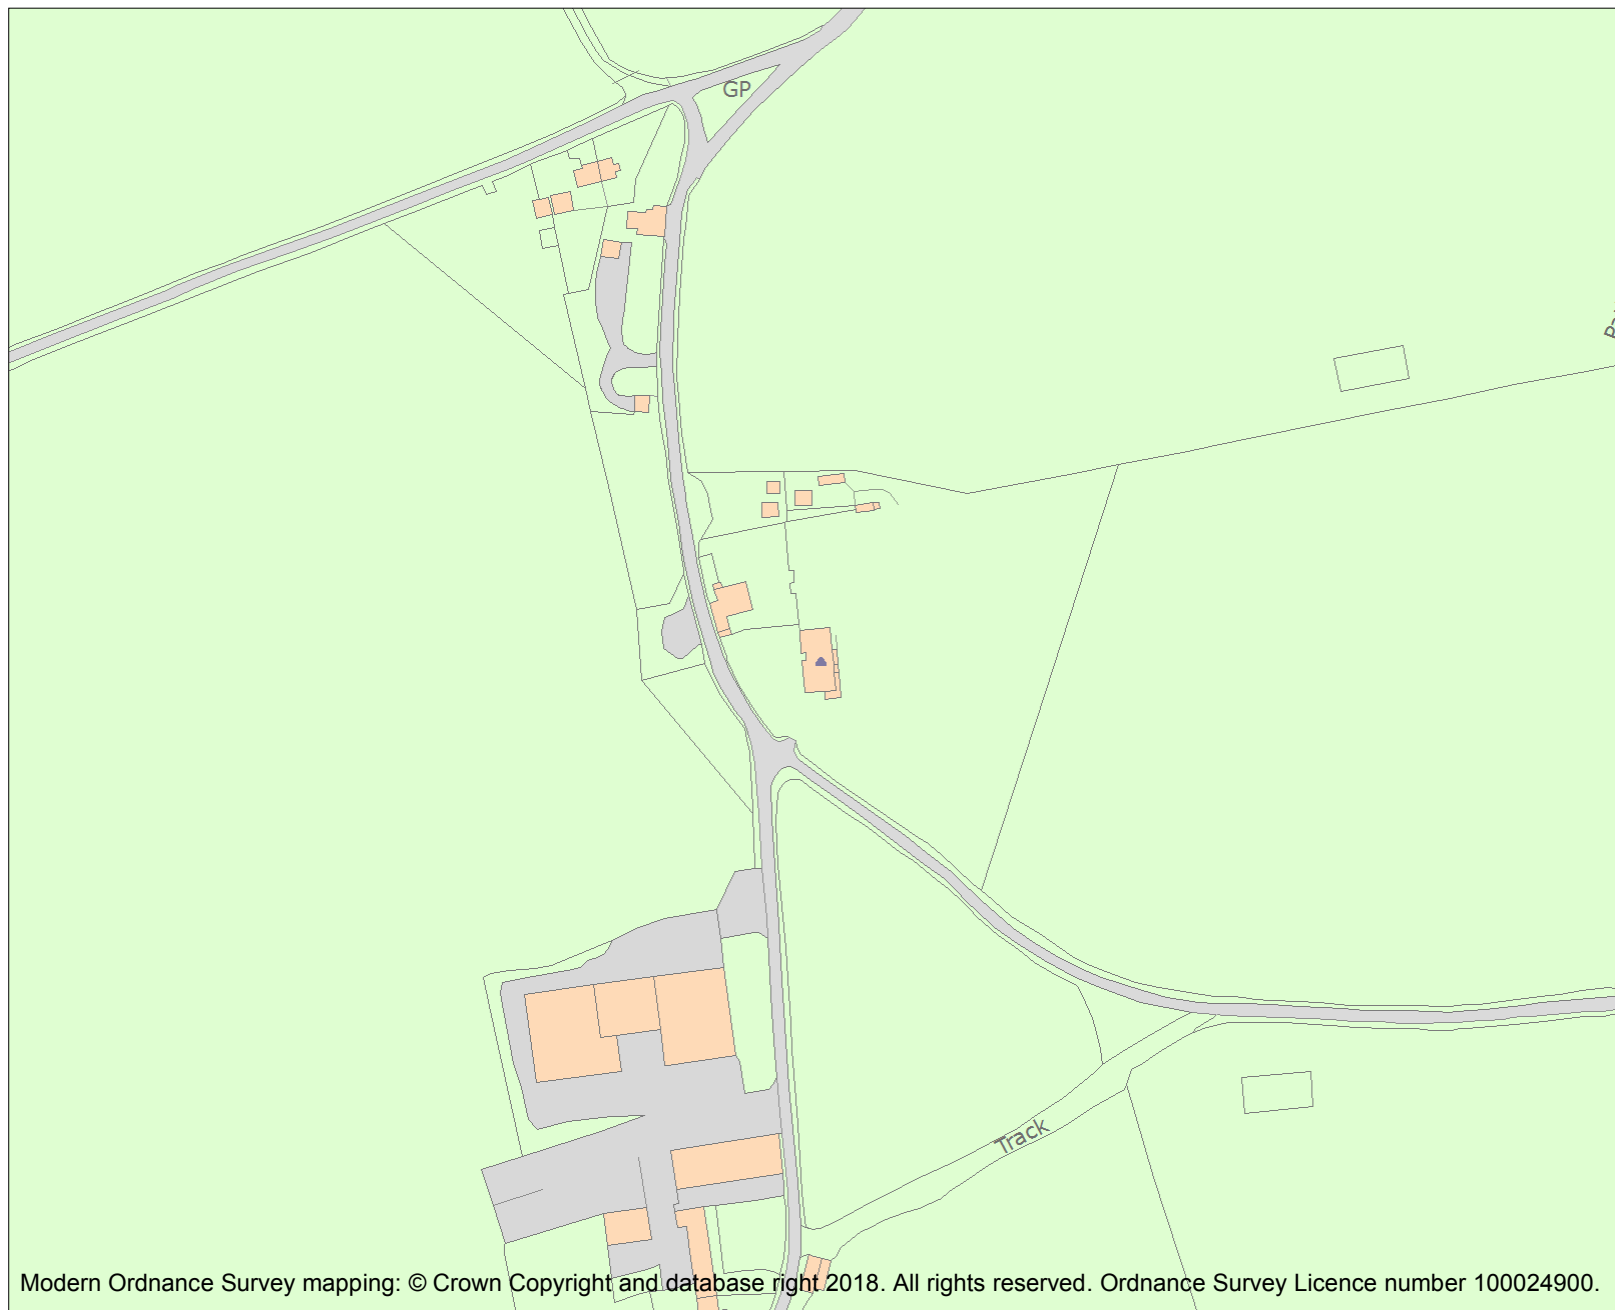 GP
Track
Modern Ordnance Survey mapping: © Crown Copyright and database right 2018. All rights reserved. Ordnance Survey Licence number 100024900.